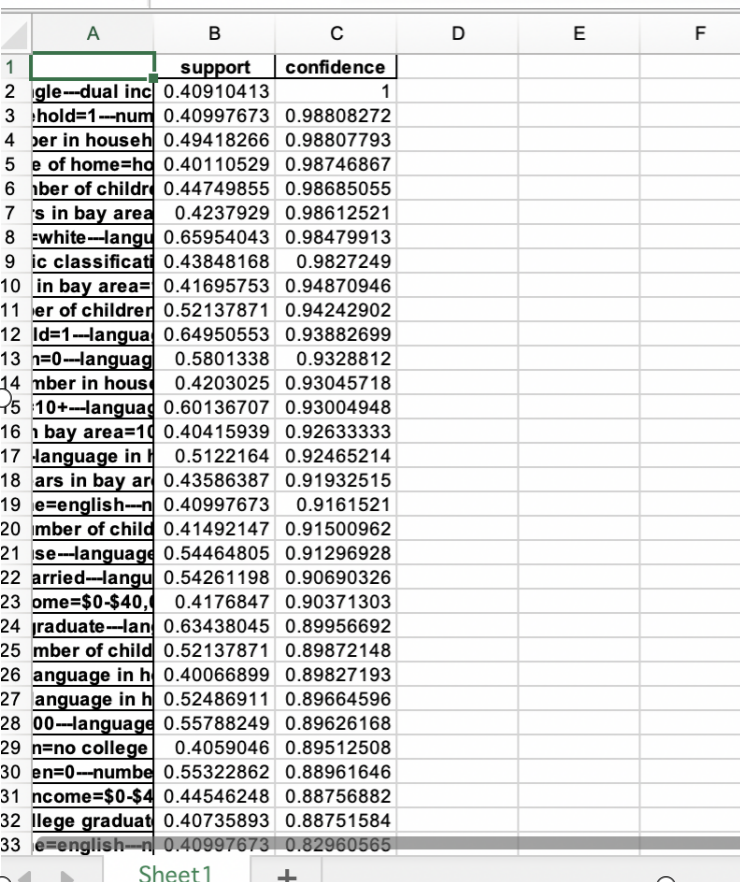 A B C D E F
1 support confidence
2 gle---dual inc 0.40910413 1
3 ehold=1---num 0.40997673 0.98808272
4 ber in househ 0.49418266 0.98807793
5 e of home=ho 0.40110529 0.98746867
6 nber of childre 0.44749855 0.98685055
7 rs in bay area 0.4237929 0.98612521
8 =white---langu 0.65954043 0.98479913
9 ic classificati 0.43848168 0.9827249
10 in bay area= 0.41695753 0.94870946
11 er of children 0.52137871 0.94242902
12 ld=1---langua 0.64950553 0.93882699
13 n=0---languag 0.5801338 0.9328812
14 mber in house 0.4203025 0.93045718
15 10+---languag 0.60136707 0.93004948
16 n bay area=10 0.40415939 0.92633333
17 -language in h 0.5122164 0.92465214
18 ars in bay are 0.43586387 0.91932515
19 e=english---n 0.40997673 0.9161521
20 mber of child 0.41492147 0.91500962
21 se---language 0.54464805 0.91296928
22 arried---langu 0.54261198 0.90690326
23 ome=$0-$40,0 0.4176847 0.90371303
24 graduate---lan 0.63438045 0.89956692
25 mber of child 0.52137871 0.89872148
26 anguage in h 0.40066899 0.89827193
27 anguage in h 0.52486911 0.89664596
28 00---language 0.55788249 0.89626168
29 n=no college 0.4059046 0.89512508
30 en=0---numbe 0.55322862 0.88961646
31 ncome=$0-$4 0.44546248 0.88756882
32 llege graduat 0.40735893 0.88751584
33 e=english---n 0.40997673 0.82960565
Sheet1 +